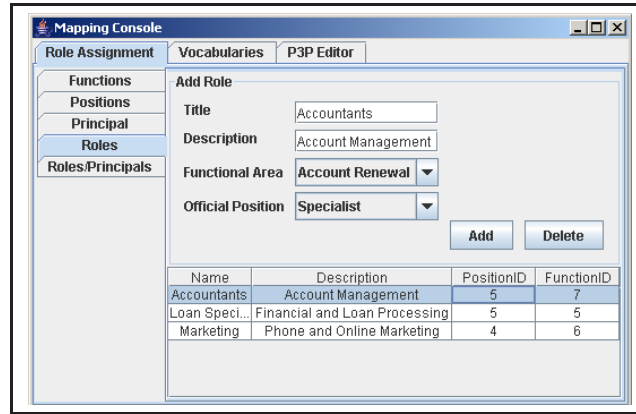 Mapping Console
Role Assignment Vocabularies P3P Editor
Functions
Positions
Principal
Roles
Roles/Principals
Add Role
Title Accountants
Description Account Management
Functional Area Account Renewal
Official Position Specialist
Add Delete
Name Description PositionID FunctionID
Accountants Account Management 5 7
Loan Speci... Financial and Loan Processing 5 5
Marketing Phone and Online Marketing 4 6